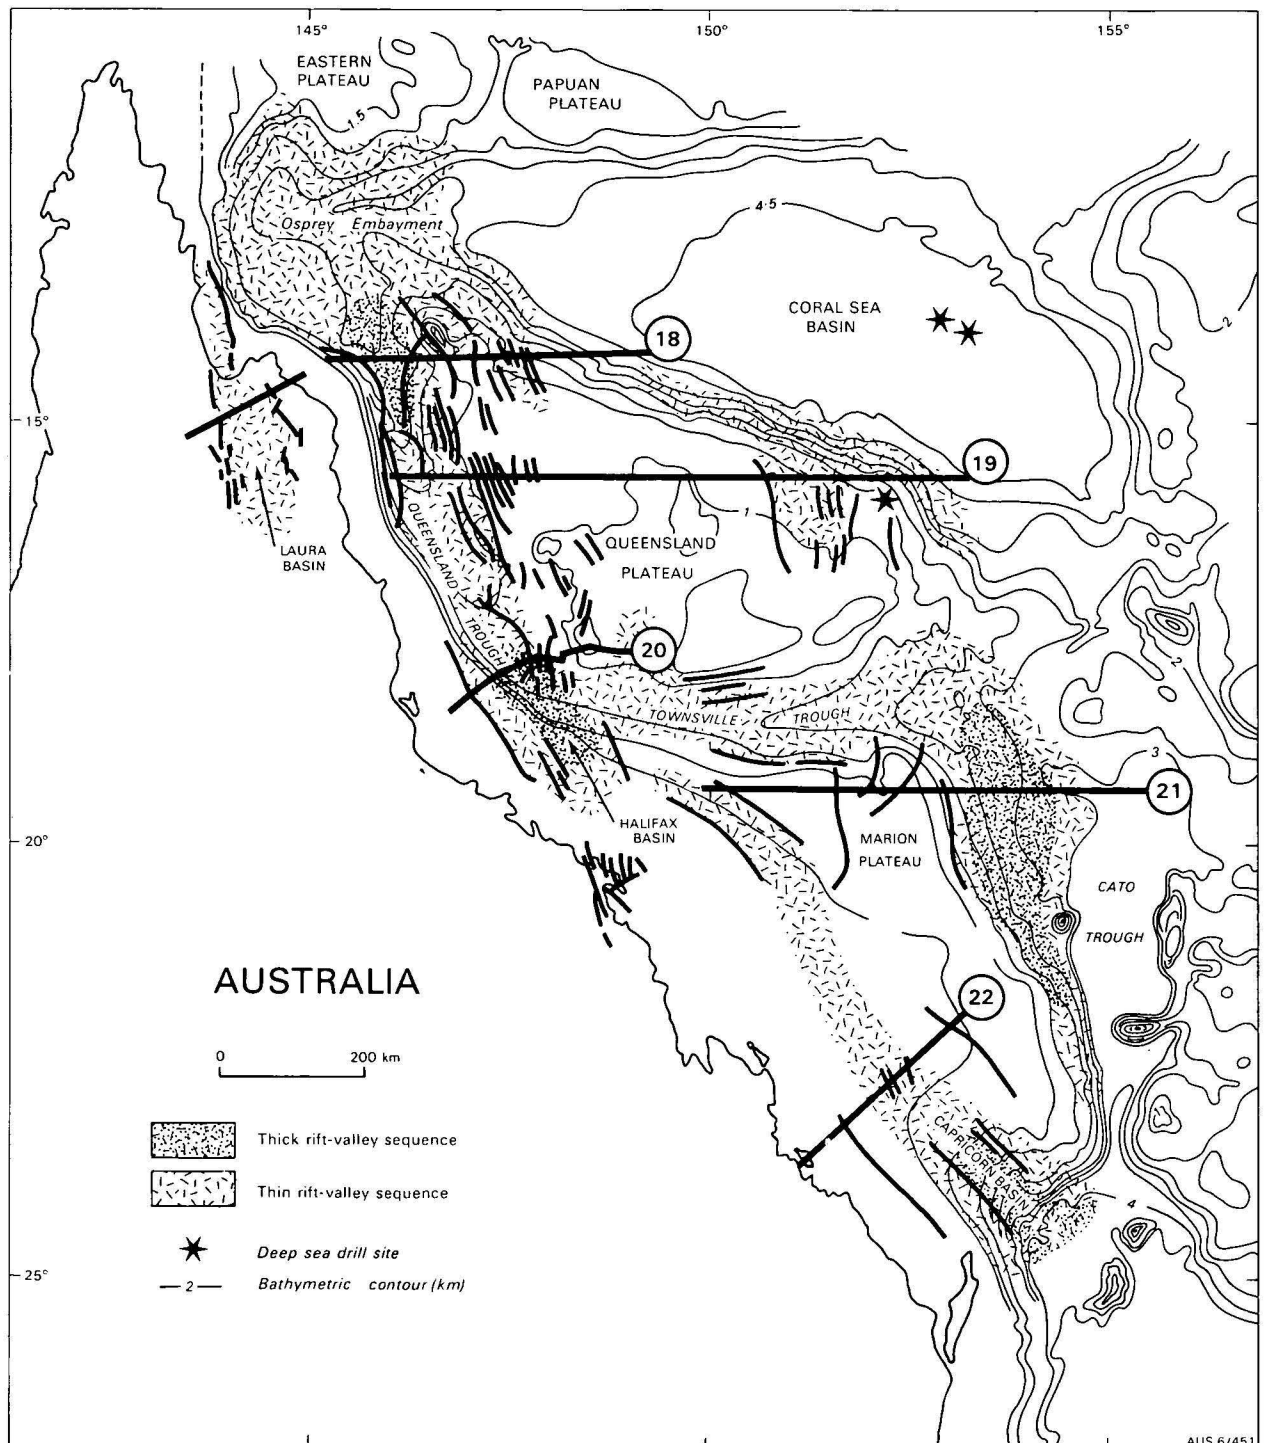 145°
150°
155°
EASTERN
PLATEAU
PAPUAN
PLATEAU
1.5
Osprey Embayment
4·5
CORAL SEA
BASIN
2
18
15°
19
1
QUEENSLAND
PLATEAU
QUEENSLAND
TROUGH
LAURA
BASIN
2
20
TOWNSVILLE TROUGH
3
21
HALIFAX
BASIN
MARION
PLATEAU
20°
CATO
TROUGH
AUSTRALIA
22
0 200 km
CAPRICORN BASIN
Thick rift-valley sequence
Thin rift-valley sequence
4
Deep sea drill site
2 Bathymetric contour (km)
25°
AUS 6/451